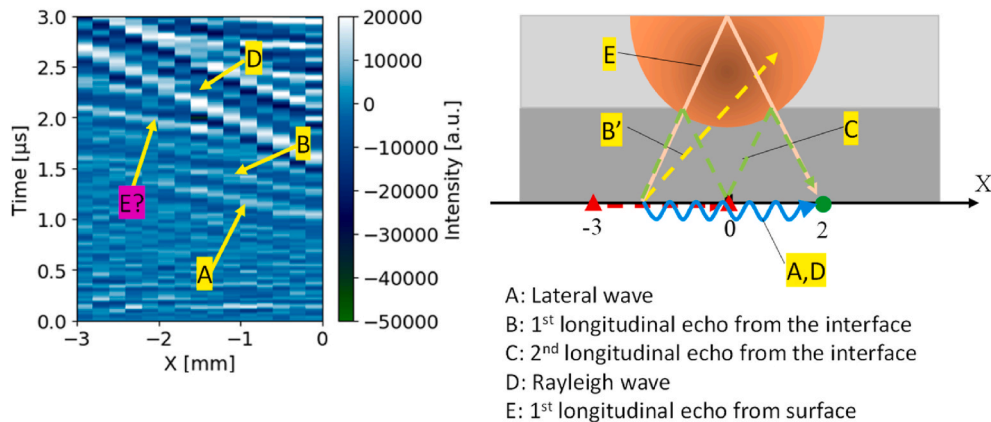 3.0
2.5
2.0
1.5
1.0
0.5
0.0
Time [µs]
−3
−2
−1
0
X [mm]
D
B
E?
A
20000
10000
0
−10000
−20000
−30000
−40000
−50000
Intensity [a.u.]
E
B’
C
X
-3
0
2
A,D
A: Lateral wave
B: 1st longitudinal echo from the interface
C: 2nd longitudinal echo from the interface
D: Rayleigh wave
E: 1st longitudinal echo from surface